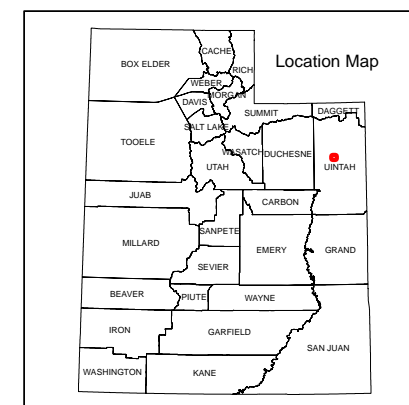 Location Map
CACHE
BOX ELDER
RICH
WEBER
MORGAN
DAVIS
SUMMIT
DAGGETT
SALT LAKE
TOOELE
WASATCH
DUCHESNE
UTAH
UINTAH
JUAB
CARBON
SANPETE
MILLARD
EMERY
GRAND
SEVIER
BEAVER
PIUTE
WAYNE
IRON
GARFIELD
SAN JUAN
WASHINGTON
KANE